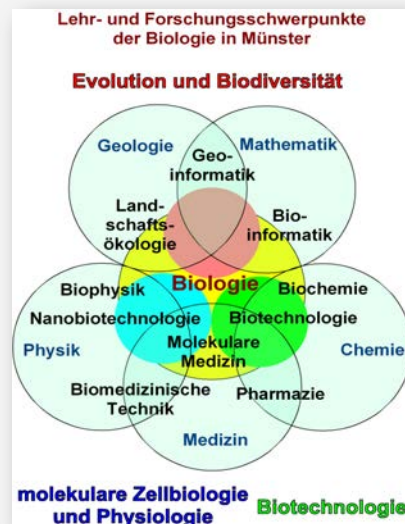 Lehr- und Forschungsschwerpunkte
der Biologie in Münster
Evolution und Biodiversität
Geologie
Mathematik
Geo-
informatik
Land-
schafts-
ökologie
Bio-
informatik
Biologie
Biophysik
Biochemie
Nanobiotechnologie
Biotechnologie
Physik
Molekulare
Medizin
Chemie
Biomedizinische
Technik
Pharmazie
Medizin
molekulare Zellbiologie
und Physiologie
Biotechnologie